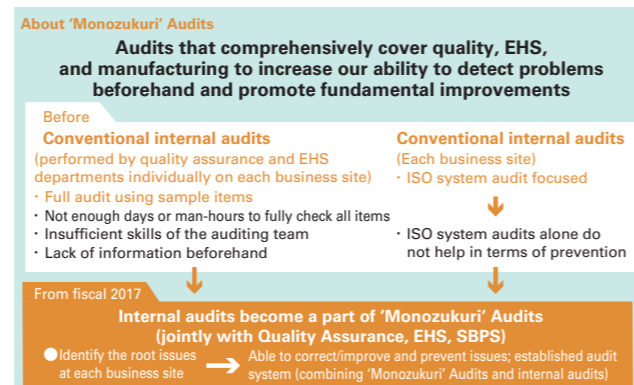 About 'Monozukuri' Audits
Audits that comprehensively cover quality, EHS,
and manufacturing to increase our ability to detect problems
beforehand and promote fundamental improvements
Before
Conventional internal audits
(performed by quality assurance and EHS
departments individually on each business site)
・Full audit using sample items
・Not enough days or man-hours to fully check all items
・Insufficient skills of the auditing team
・Lack of information beforehand
Conventional internal audits
(Each business site)
・ISO system audit focused
・ISO system audits alone do
not help in terms of prevention
From fiscal 2017
Internal audits become a part of 'Monozukuri' Audits
(jointly with Quality Assurance, EHS, SBPS)
●Identify the root issues
at each business site
Able to correct/improve and prevent issues; established audit
system (combining 'Monozukuri' Audits and internal audits)